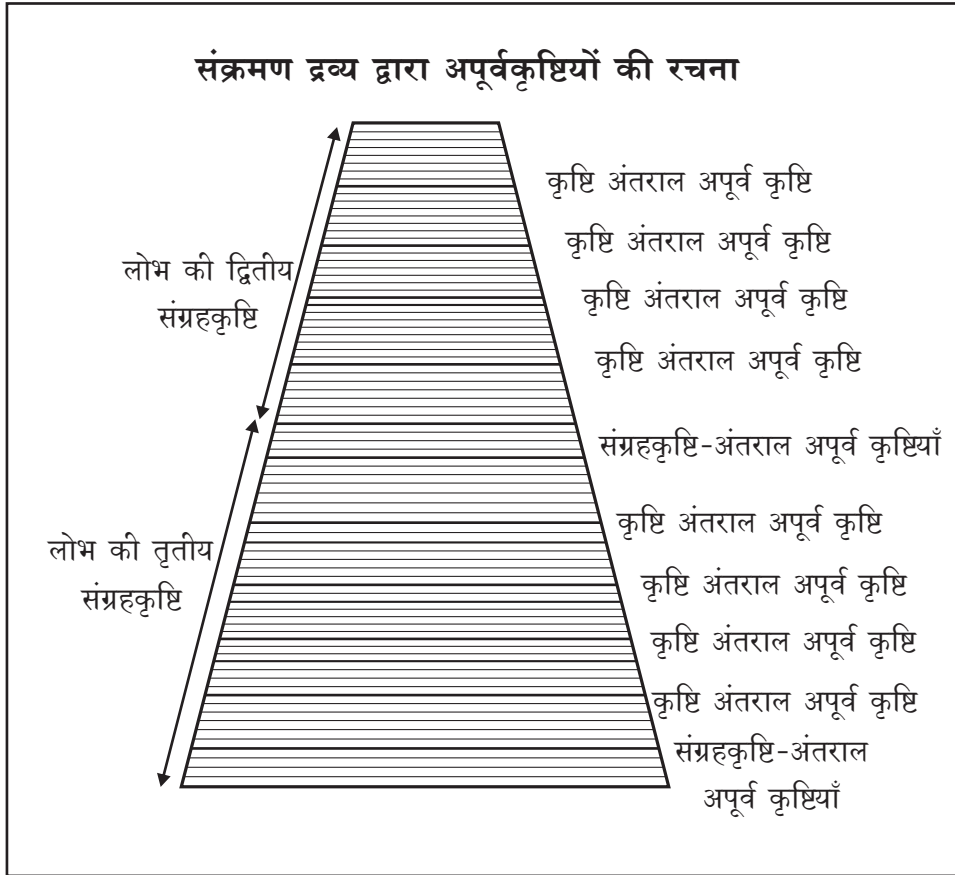 संक्रमण द्रव्य द्वारा अपूर्वकृष्टियों की रचना
कृष्टि अंतराल अपूर्व कृष्टि
कृष्टि अंतराल अपूर्व कृष्टि
लोभ की द्वितीय
संग्रहकृष्टि
कृष्टि अंतराल अपूर्व कृष्टि
कृष्टि अंतराल अपूर्व कृष्टि
संग्रहकृष्टि-अंतराल अपूर्व कृष्टियाँ
कृष्टि अंतराल अपूर्व कृष्टि
लोभ की तृतीय
संग्रहकृष्टि
कृष्टि अंतराल अपूर्व कृष्टि
कृष्टि अंतराल अपूर्व कृष्टि
कृष्टि अंतराल अपूर्व कृष्टि
संग्रहकृष्टि-अंतराल
अपूर्व कृष्टियाँ